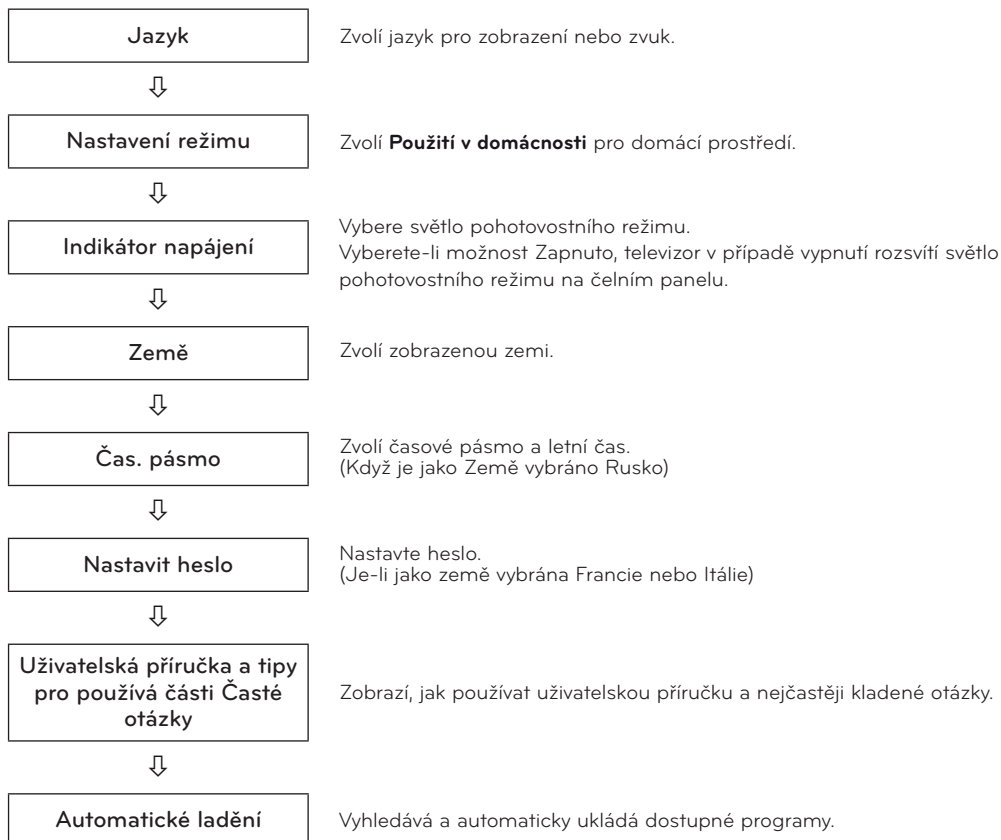 Jazyk
Zvolí jazyk pro zobrazení nebo zvuk.
Nastavení režimu
Zvolí Použití v domácnosti pro domácí prostředí.
Indikátor napájení
Vybere světlo pohotovostního režimu.
Vyberete-li možnost Zapnuto, televizor v případě vypnutí rozsvítí světlo
pohotovostního režimu na čelním panelu.
Země
Zvolí zobrazenou zemi.
Čas. pásmo
Zvolí časové pásmo a letní čas.
(Když je jako Země vybráno Rusko)
Nastavit heslo
Nastavte heslo.
(Je-li jako země vybrána Francie nebo Itálie)
Uživatelská příručka a tipy
pro používá části Časté
otázky
Zobrazí, jak používat uživatelskou příručku a nejčastěji kladené otázky.
Automatické ladění
Vyhledává a automaticky ukládá dostupné programy.